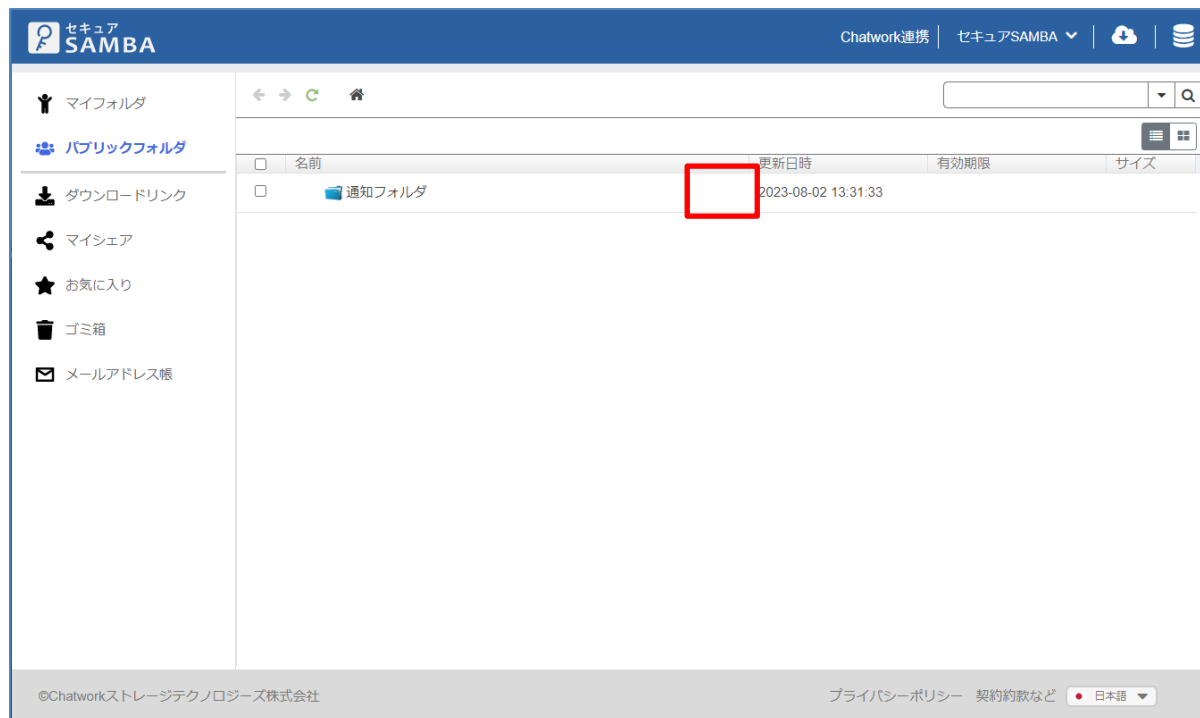 セキュア
SAMBA
Chatwork連携
セキュアSAMBA
マイフォルダ
パブリックフォルダ
ダウンロードリンク
マイシェア
お気に入り
ゴミ箱
メールアドレス帳
名前 更新日時 有効期限 サイズ
通知フォルダ 2023-08-02 13:31:33
©Chatworkストレージテクノロジーズ株式会社
プライバシーポリシー 契約約款など 日本語